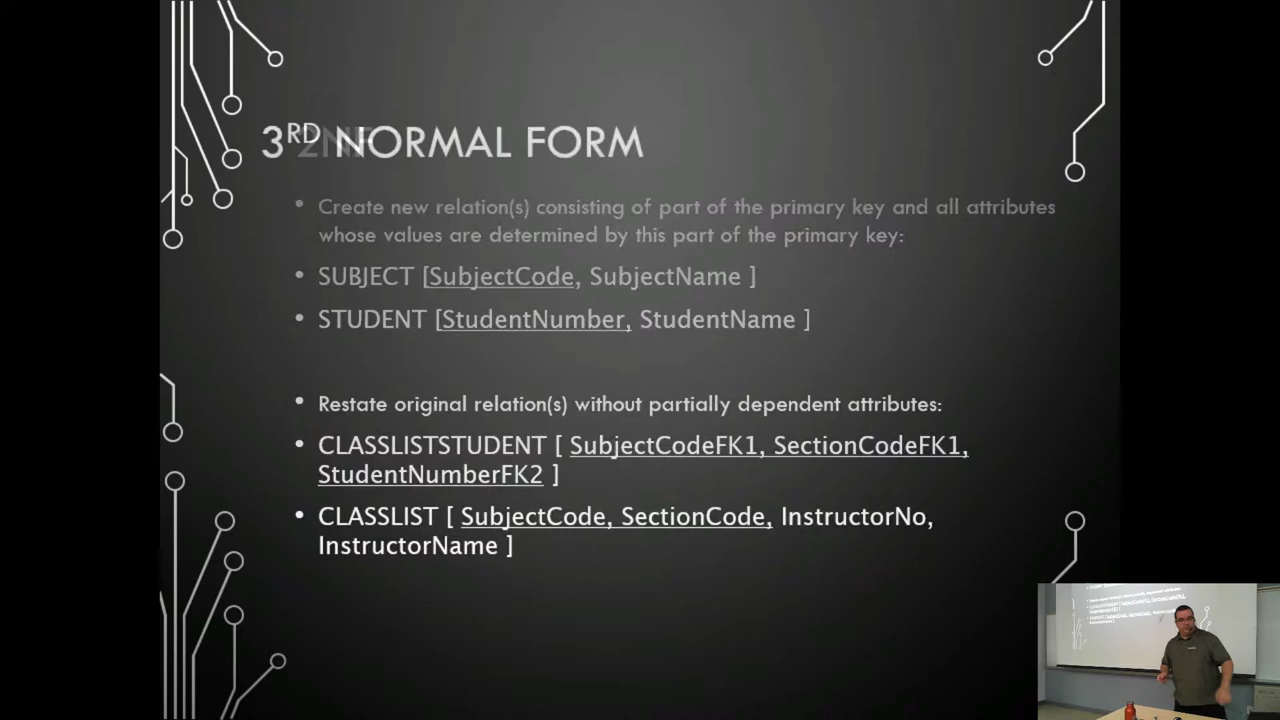 3RD NORMAL FORM
2NF
• Create new relation(s) consisting of part of the primary key and all attributes
whose values are determined by this part of the primary key:
• SUBJECT [SubjectCode, SubjectName ]
• STUDENT [StudentNumber, StudentName ]
• Restate original relation(s) without partially dependent attributes:
• CLASSLISTSTUDENT [ SubjectCodeFK1, SectionCodeFK1,
StudentNumberFK2 ]
• CLASSLIST [ SubjectCode, SectionCode, InstructorNo,
InstructorName ]